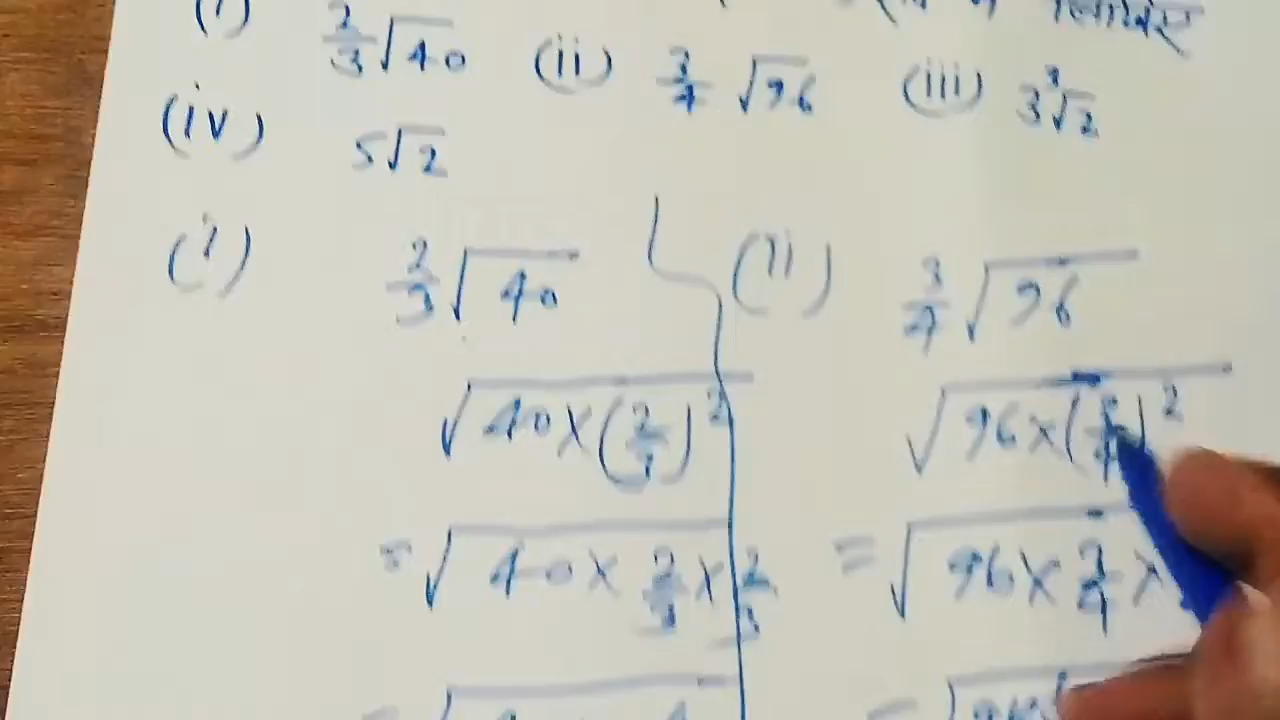 (i) 2/3 √40 (ii) 3/4 √96 (iii) 3 ³√2
(iv) 5√2
(i) 2/3 √40
√40 × (2/3)²
= √40 × 2/3 × 2/3
(ii) 3/4 √96
√96 × (3/4)²
= √96 × 3/4 ×